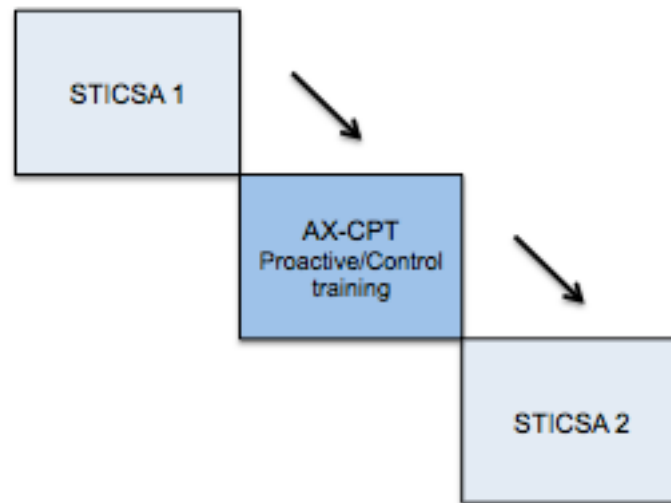 STICSA 1
AX-CPT
Proactive/Control
training
STICSA 2